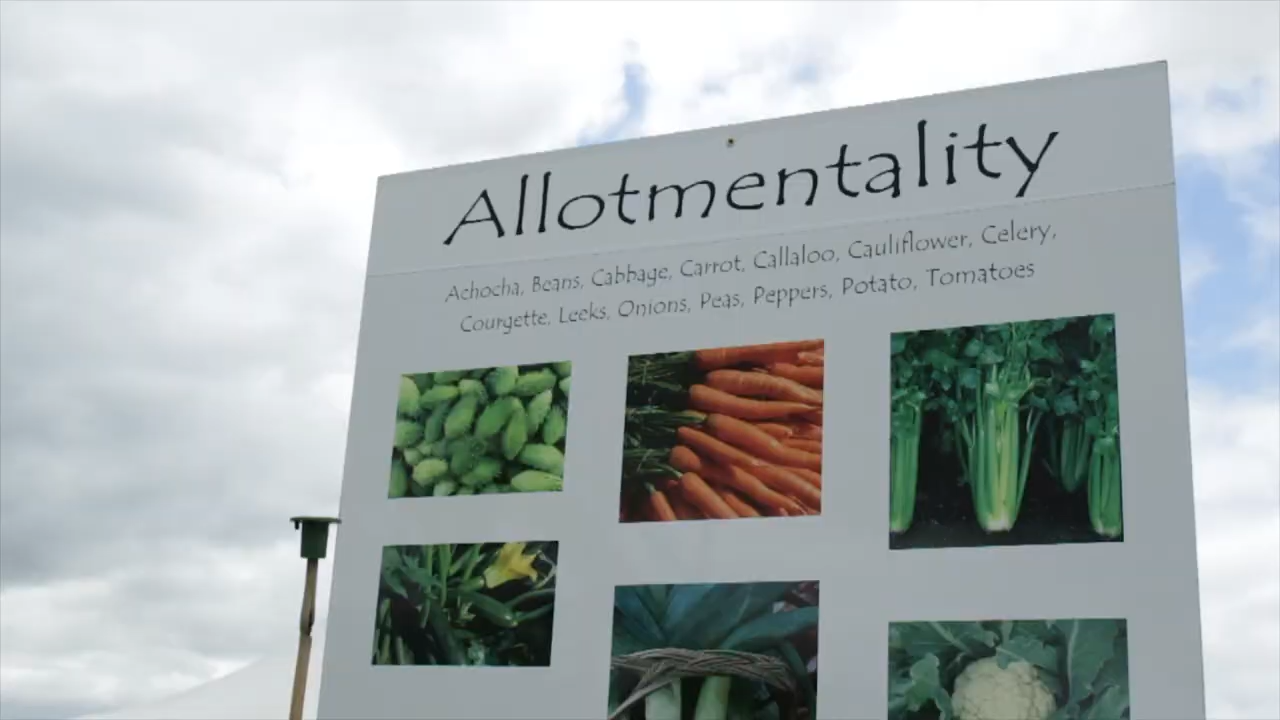 Allotmentality
Achocha, Beans, Cabbage, Carrot, Callaloo, Cauliflower, Celery,
Courgette, Leeks, Onions, Peas, Peppers, Potato, Tomatoes